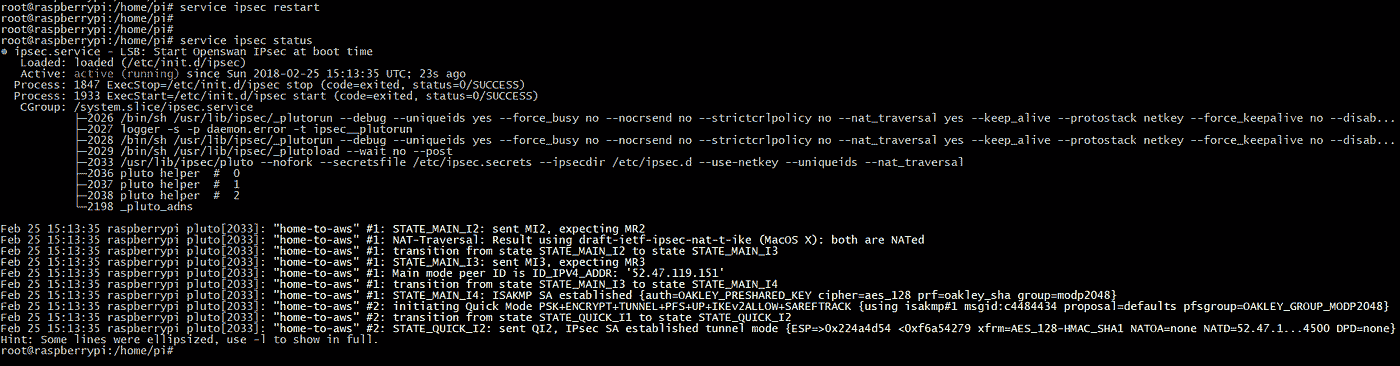 root@raspberrypi:/home/pi# service ipsec restart
root@raspberrypi:/home/pi#
root@raspberrypi:/home/pi#
root@raspberrypi:/home/pi# service ipsec status
● ipsec.service - LSB: Start Openswan IPsec at boot time
   Loaded: loaded (/etc/init.d/ipsec)
   Active: active (running) since Sun 2018-02-25 15:13:35 UTC; 23s ago
  Process: 1847 ExecStop=/etc/init.d/ipsec stop (code=exited, status=0/SUCCESS)
  Process: 1933 ExecStart=/etc/init.d/ipsec start (code=exited, status=0/SUCCESS)
   CGroup: /system.slice/ipsec.service
           ├─2026 /bin/sh /usr/lib/ipsec/_plutorun --debug --uniqueids yes --force_busy no --nocrsend no --strictcrlpolicy no --nat_traversal yes --keep_alive --protostack netkey --force_keepalive no --disab...
           ├─2027 logger -s -p daemon.error -t ipsec__plutorun
           ├─2028 /bin/sh /usr/lib/ipsec/_plutorun --debug --uniqueids yes --force_busy no --nocrsend no --strictcrlpolicy no --nat_traversal yes --keep_alive --protostack netkey --force_keepalive no --disab...
           ├─2029 /bin/sh /usr/lib/ipsec/_plutoload --wait no --post
           ├─2033 /usr/lib/ipsec/pluto --nofork --secretsfile /etc/ipsec.secrets --ipsecdir /etc/ipsec.d --use-netkey --uniqueids --nat_traversal
           ├─2036 pluto helper  #  0
           ├─2037 pluto helper  #  1
           ├─2038 pluto helper  #  2
           └─2198 _pluto_adns
Feb 25 15:13:35 raspberrypi pluto[2033]: "home-to-aws" #1: STATE_MAIN_I2: sent MI2, expecting MR2
Feb 25 15:13:35 raspberrypi pluto[2033]: "home-to-aws" #1: NAT-Traversal: Result using draft-ietf-ipsec-nat-t-ike (MacOS X): both are NATed
Feb 25 15:13:35 raspberrypi pluto[2033]: "home-to-aws" #1: transition from state STATE_MAIN_I2 to state STATE_MAIN_I3
Feb 25 15:13:35 raspberrypi pluto[2033]: "home-to-aws" #1: STATE_MAIN_I3: sent MI3, expecting MR3
Feb 25 15:13:35 raspberrypi pluto[2033]: "home-to-aws" #1: Main mode peer ID is ID_IPV4_ADDR: '52.47.119.151'
Feb 25 15:13:35 raspberrypi pluto[2033]: "home-to-aws" #1: transition from state STATE_MAIN_I3 to state STATE_MAIN_I4
Feb 25 15:13:35 raspberrypi pluto[2033]: "home-to-aws" #1: STATE_MAIN_I4: ISAKMP SA established {auth=OAKLEY_PRESHARED_KEY cipher=aes_128 prf=oakley_sha group=modp2048}
Feb 25 15:13:35 raspberrypi pluto[2033]: "home-to-aws" #2: initiating Quick Mode PSK+ENCRYPT+TUNNEL+PFS+UP+IKEv2ALLOW+SAREFTRACK {using isakmp#1 msgid:c4484434 proposal=defaults pfsgroup=OAKLEY_GROUP_MODP2048}
Feb 25 15:13:35 raspberrypi pluto[2033]: "home-to-aws" #2: transition from state STATE_QUICK_I1 to state STATE_QUICK_I2
Feb 25 15:13:35 raspberrypi pluto[2033]: "home-to-aws" #2: STATE_QUICK_I2: sent QI2, IPsec SA established tunnel mode {ESP=>0x224a4d54 <0xf6a54279 xfrm=AES_128-HMAC_SHA1 NATOA=none NATD=52.47.1...4500 DPD=none}
Hint: Some lines were ellipsized, use -l to show in full.
root@raspberrypi:/home/pi#